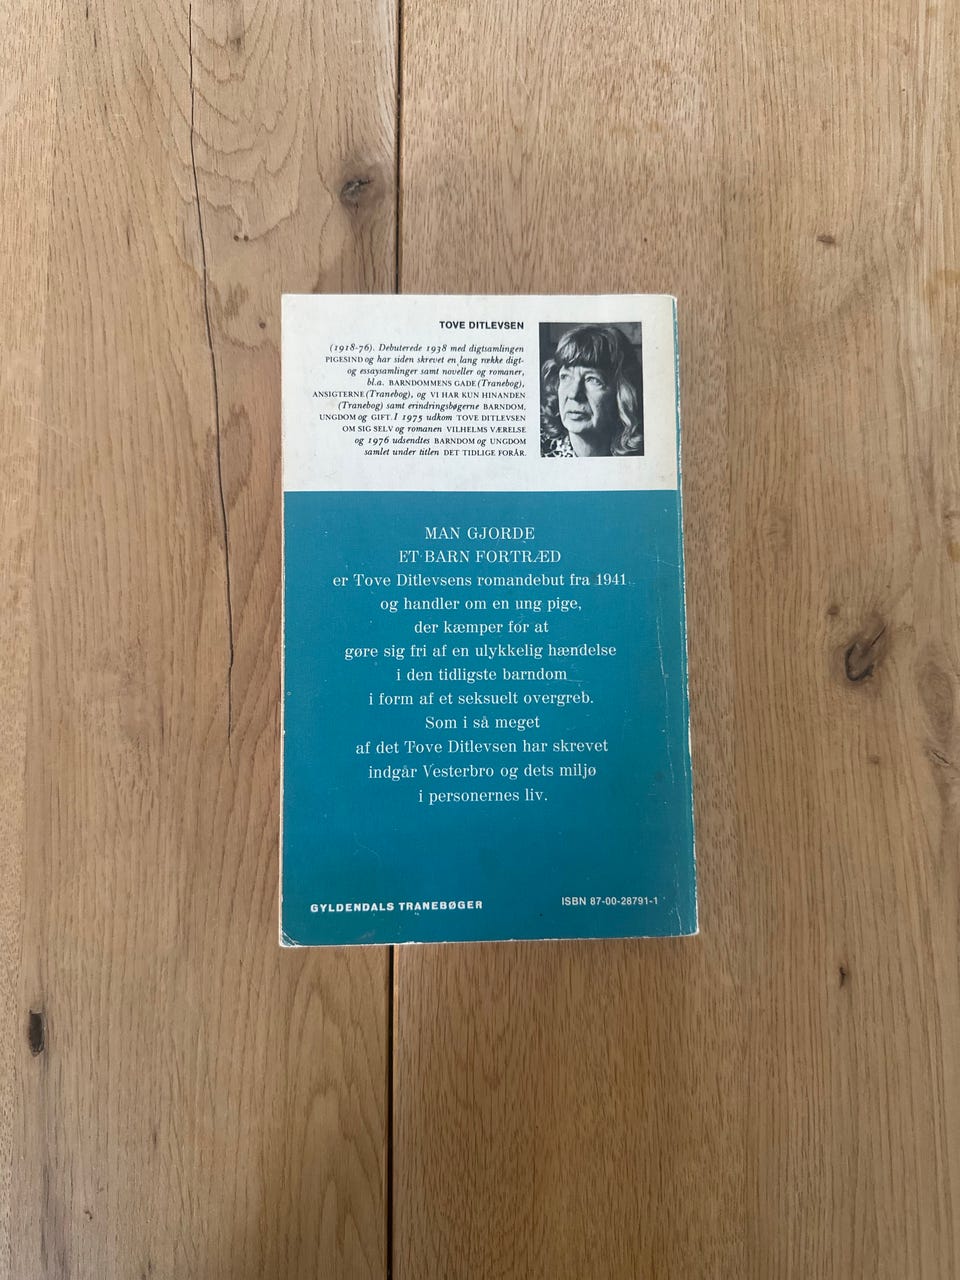 TOVE DITLEVSEN
(1918-76). Debuterede 1938 med digtsamlingen
PIGESIND og har siden skrevet en lang række digt-
og essaysamlinger samt noveller og romaner,
bl.a. BARNDOMMENS GADE (Tranebog),
ANSIGTERNE (Tranebog), og VI HAR KUN HINANDEN
(Tranebog) samt erindringsbøgerne BARNDOM,
UNGDOM og GIFT. I 1975 udkom TOVE DITLEVSEN
OM SIG SELV og romanen VILHELMS VÆRELSE
og 1976 udsendtes BARNDOM og UNGDOM
samlet under titlen DET TIDLIGE FORÅR.
MAN GJORDE
ET BARN FORTRÆD
er Tove Ditlevsens romandebut fra 1941
og handler om en ung pige,
der kæmper for at
gøre sig fri af en ulykkelig hændelse
i den tidligste barndom
i form af et seksuelt overgreb.
Som i så meget
af det Tove Ditlevsen har skrevet
indgår Vesterbro og dets miljø
i personernes liv.
GYLDENDALS TRANEBØGER
ISBN 87-00-28791-1